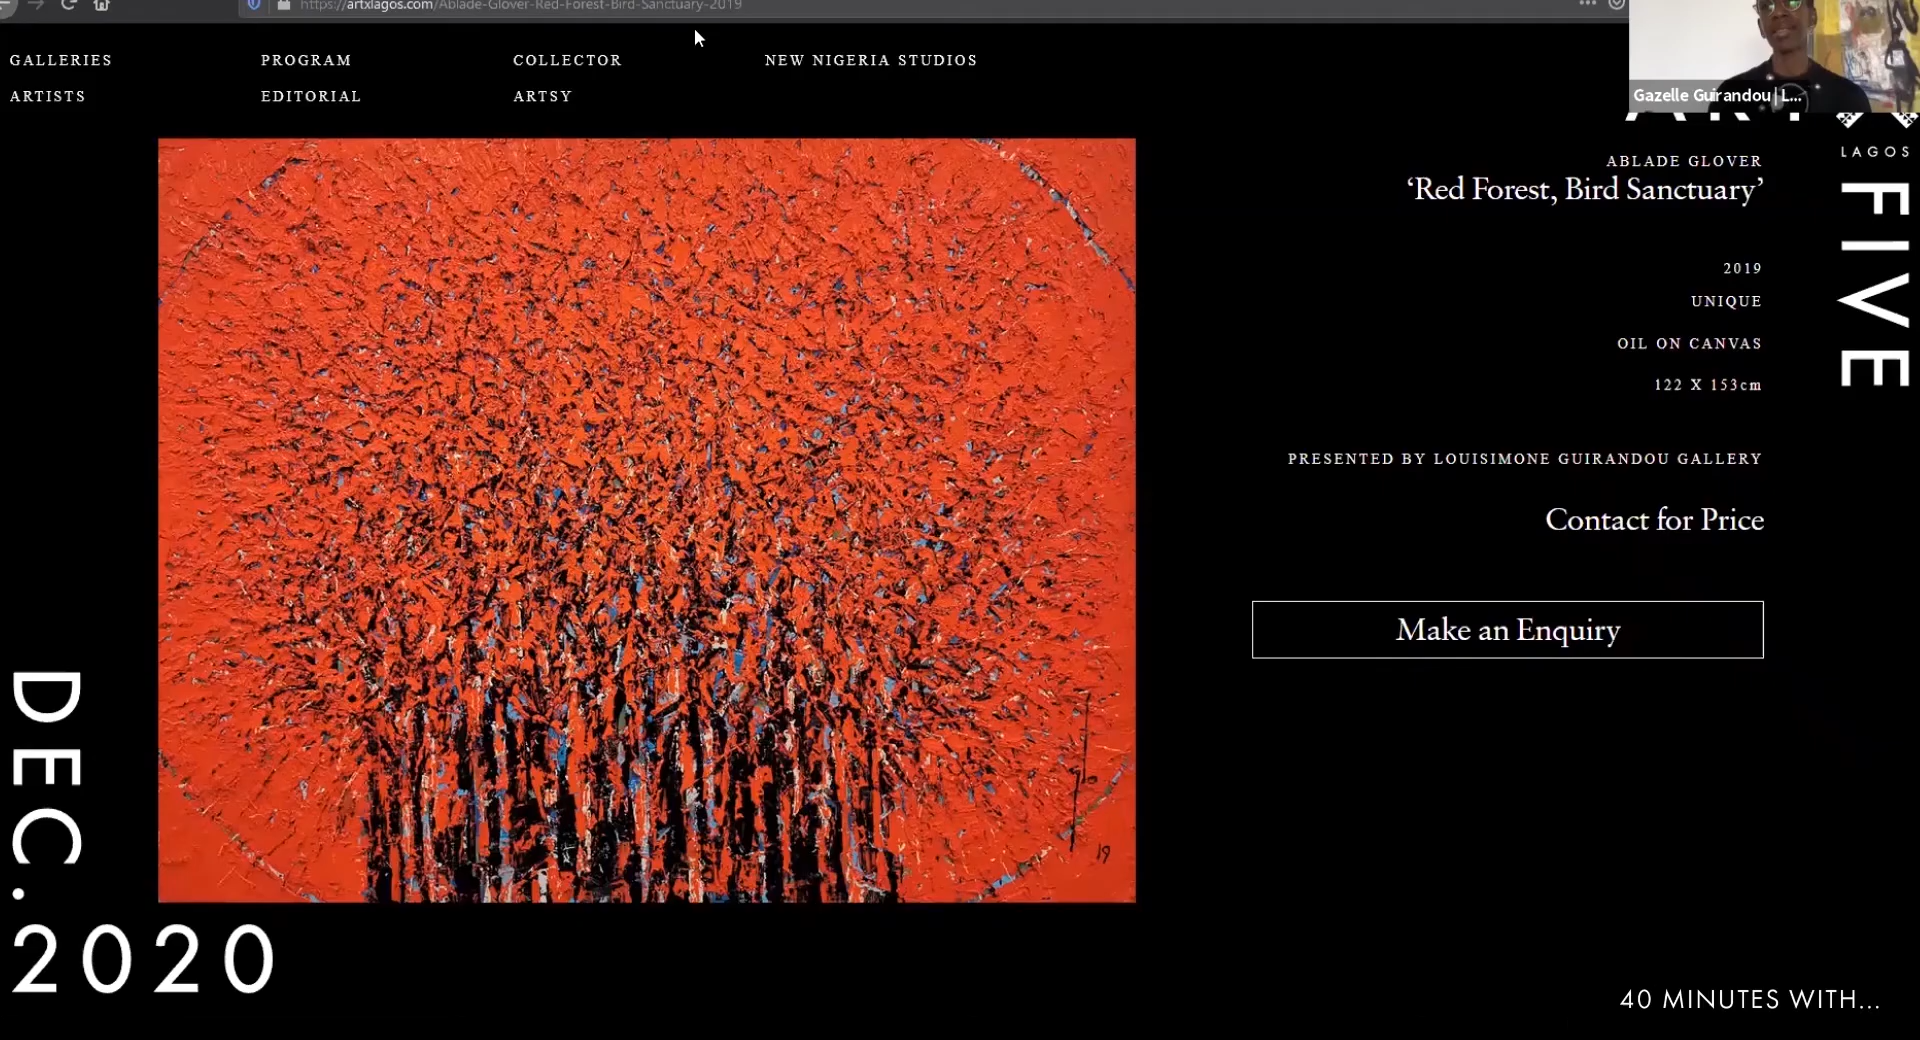 https://artxlagos.com/Ablade-Glover-Red-Forest-Bird-Sanctuary-2019
GALLERIES
PROGRAM
COLLECTOR
NEW NIGERIA STUDIOS
ARTISTS
EDITORIAL
ARTSY
Gazelle Guirandou | L...
LAGOS
FIVE
ABLADE GLOVER
‘Red Forest, Bird Sanctuary’
2019
UNIQUE
OIL ON CANVAS
122 X 153cm
PRESENTED BY LOUISIMONE GUIRANDOU GALLERY
Contact for Price
Make an Enquiry
19
DEC.
2020
40 MINUTES WITH...